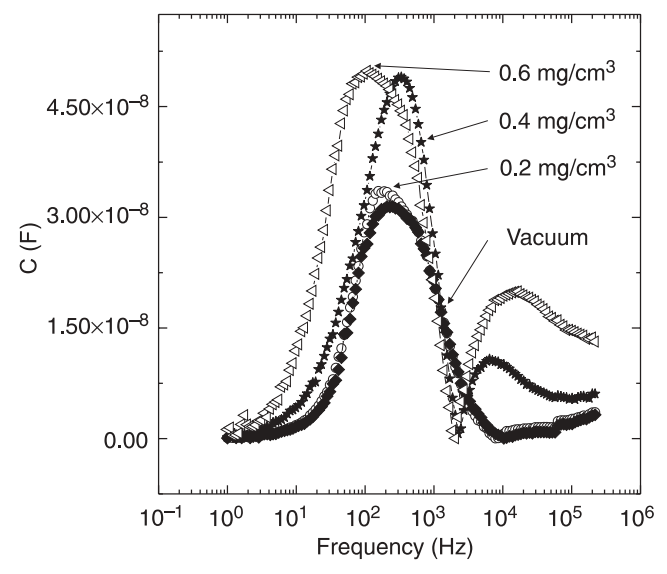 0.6 mg/cm³
4.50×10⁻⁸
0.4 mg/cm³
0.2 mg/cm³
3.00×10⁻⁸
Vacuum
C (F)
1.50×10⁻⁸
0.00
10⁻¹ 10⁰ 10¹ 10² 10³ 10⁴ 10⁵ 10⁶
Frequency (Hz)